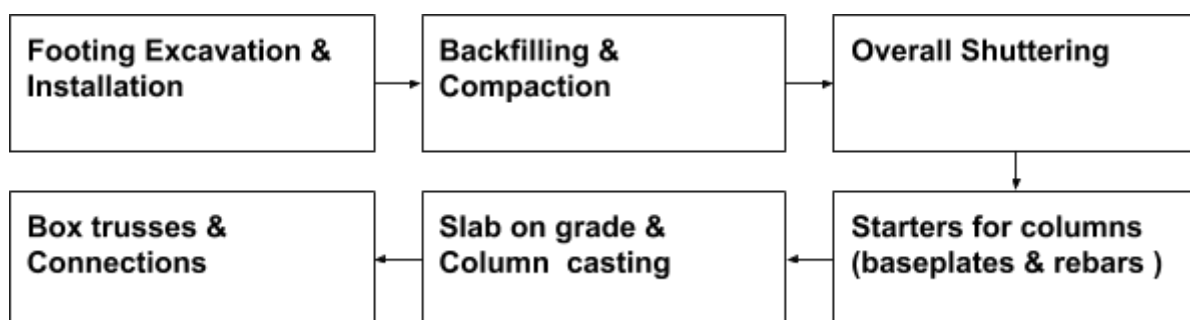 Footing Excavation &
Installation
Backfilling &
Compaction
Overall Shuttering
Starters for columns
(baseplates & rebars )
Slab on grade &
Column  casting
Box trusses &
Connections